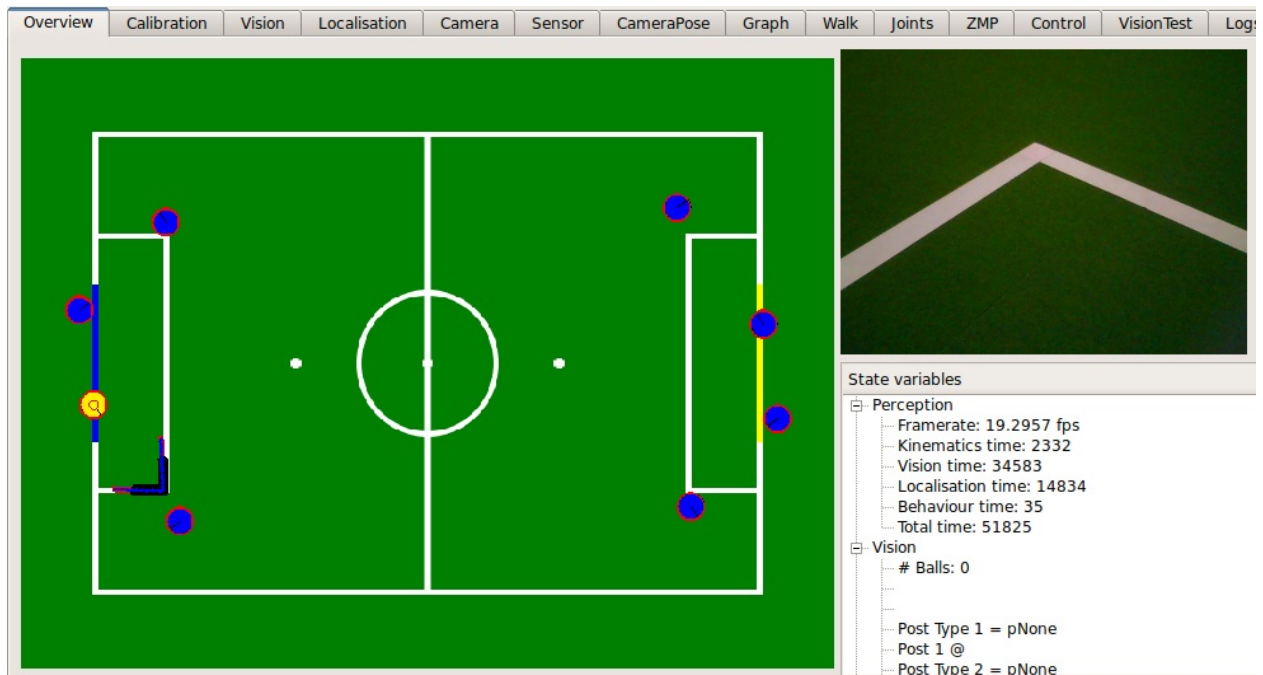 Overview Calibration Vision Localisation Camera Sensor CameraPose Graph Walk Joints ZMP Control VisionTest Logs
State variables
Perception
Framerate: 19.2957 fps
Kinematics time: 2332
Vision time: 34583
Localisation time: 14834
Behaviour time: 35
Total time: 51825
Vision
# Balls: 0
Post Type 1 = pNone
Post 1 @
Post Type 2 = pNone